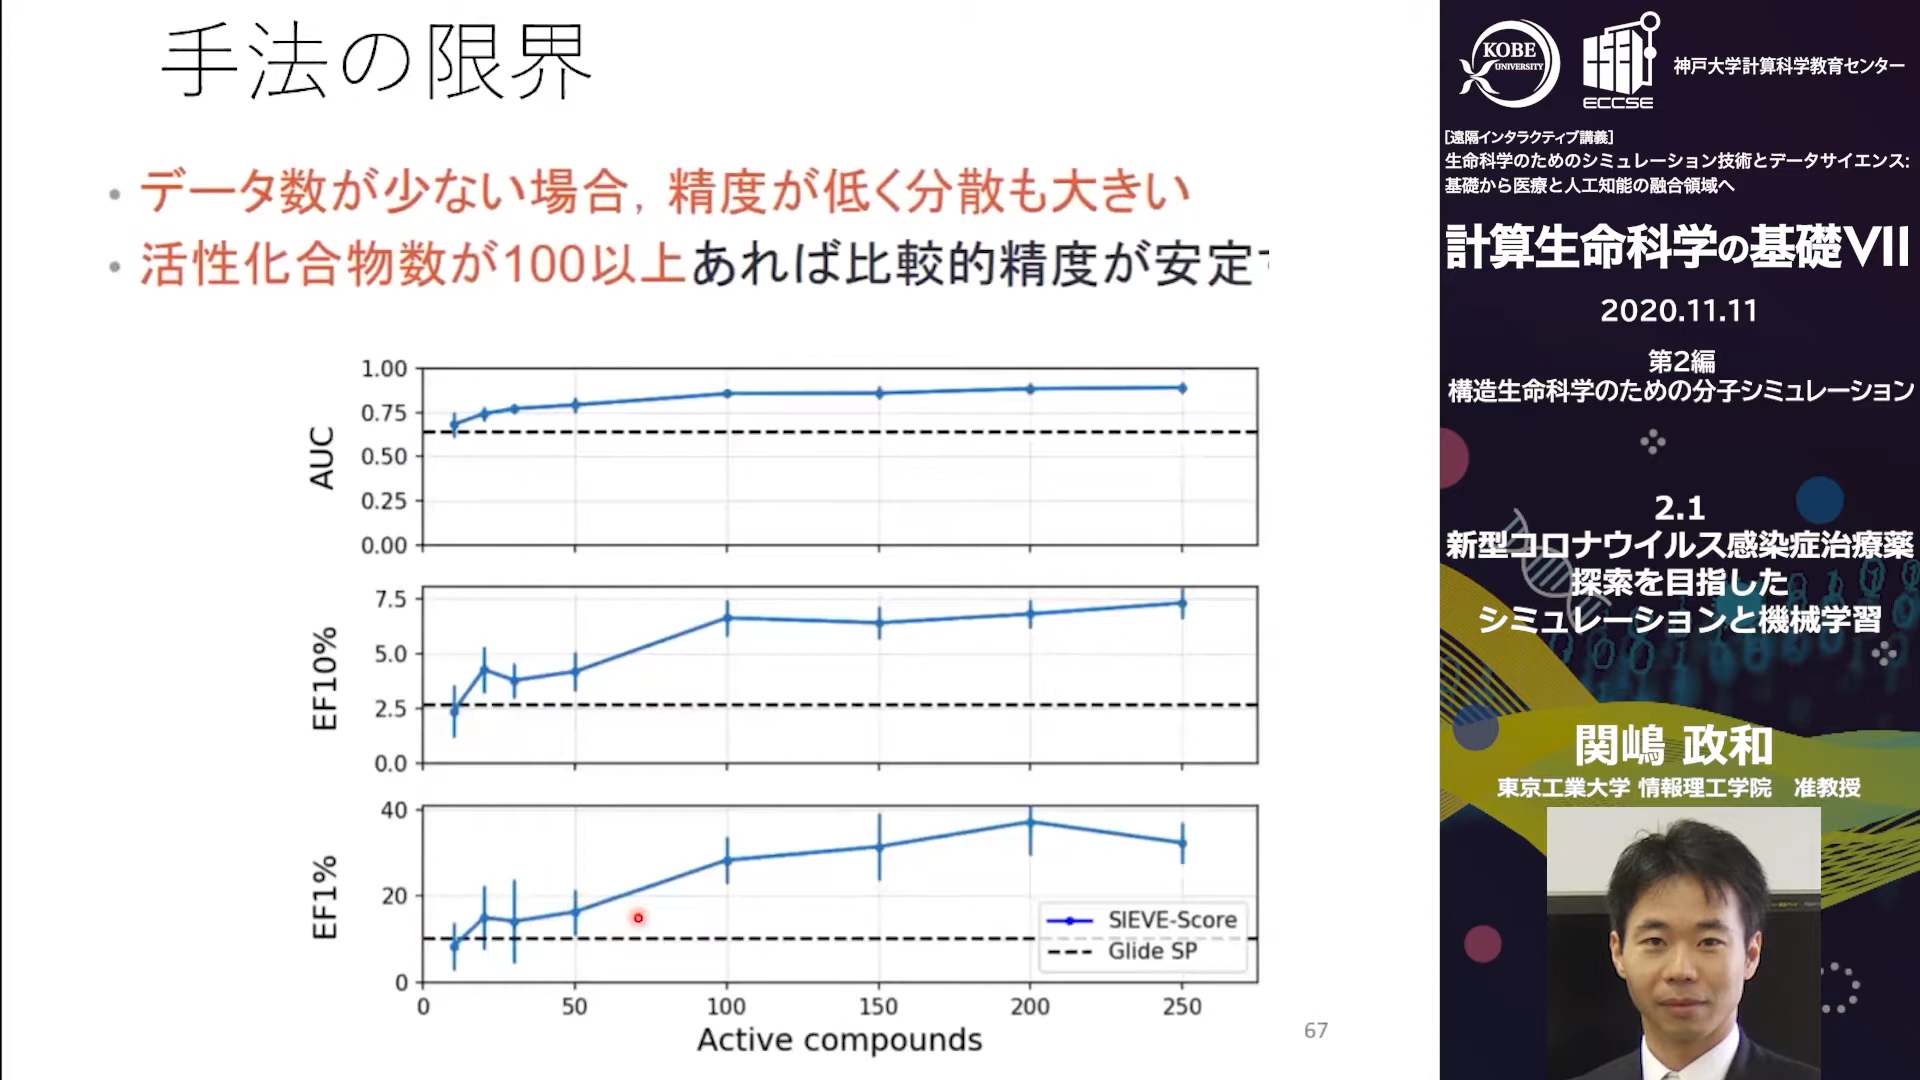 手法の限界
• データ数が少ない場合，精度が低く分散も大きい
• 活性化合物数が100以上あれば比較的精度が安定
1.00
0.75
0.50
0.25
0.00
AUC
7.5
5.0
2.5
0.0
EF10%
40
20
0
EF1%
SIEVE-Score
Glide SP
0 50 100 150 200 250
Active compounds
67
KOBE
UNIVERSITY
ECCSE
神戸大学計算科学教育センター
[遠隔インタラクティブ講義]
生命科学のためのシミュレーション技術とデータサイエンス:
基礎から医療と人工知能の融合領域へ
計算生命科学の基礎VII
2020.11.11
第2編
構造生命科学のための分子シミュレーション
2.1
新型コロナウイルス感染症治療薬
探索を目指した
シミュレーションと機械学習
関嶋 政和
東京工業大学 情報理工学院　准教授